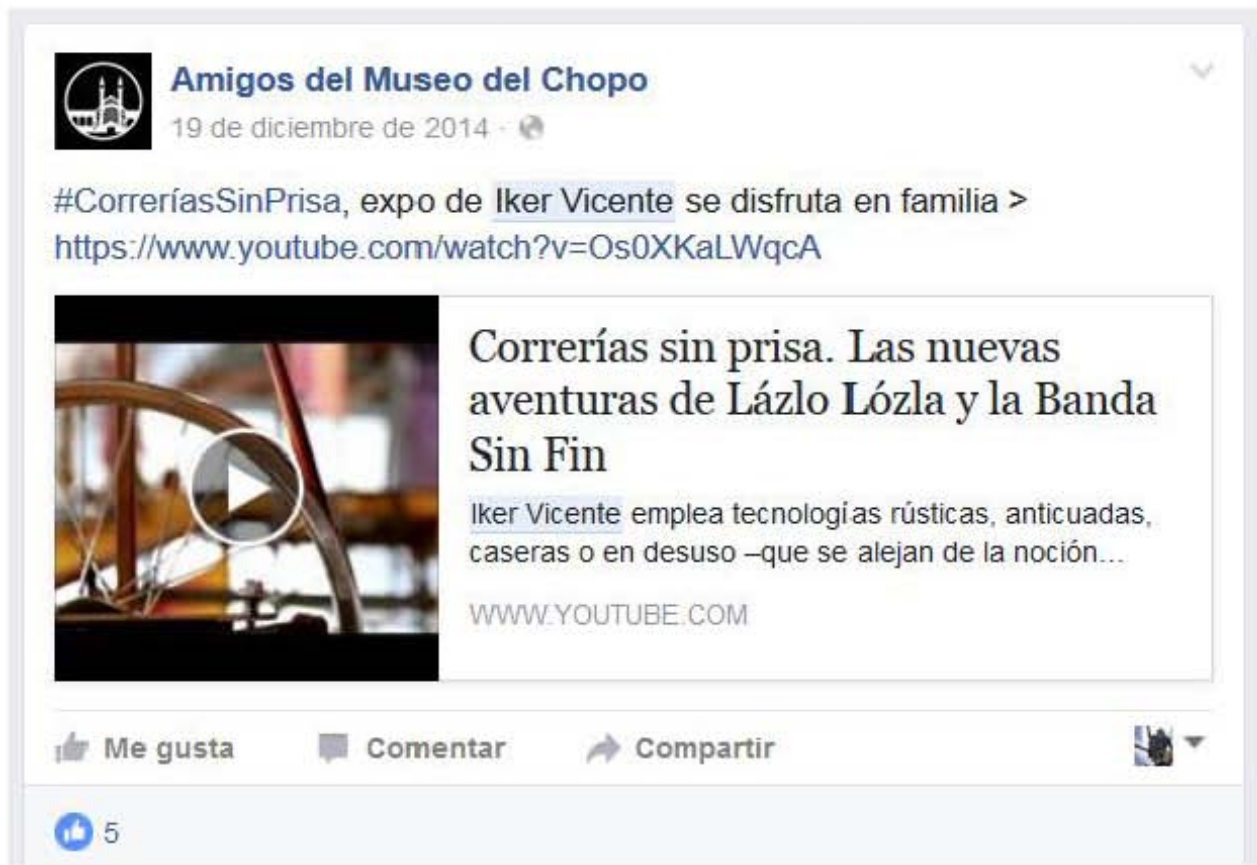 Amigos del Museo del Chopo
19 de diciembre de 2014 ·
#CorreríasSinPrisa, expo de Iker Vicente se disfruta en familia >
https://www.youtube.com/watch?v=Os0XKaLWqcA
Correrías sin prisa. Las nuevas
aventuras de Lázlo Lózla y la Banda
Sin Fin
Iker Vicente emplea tecnologías rústicas, anticuadas,
caseras o en desuso –que se alejan de la noción...
WWW.YOUTUBE.COM
Me gusta Comentar Compartir
5